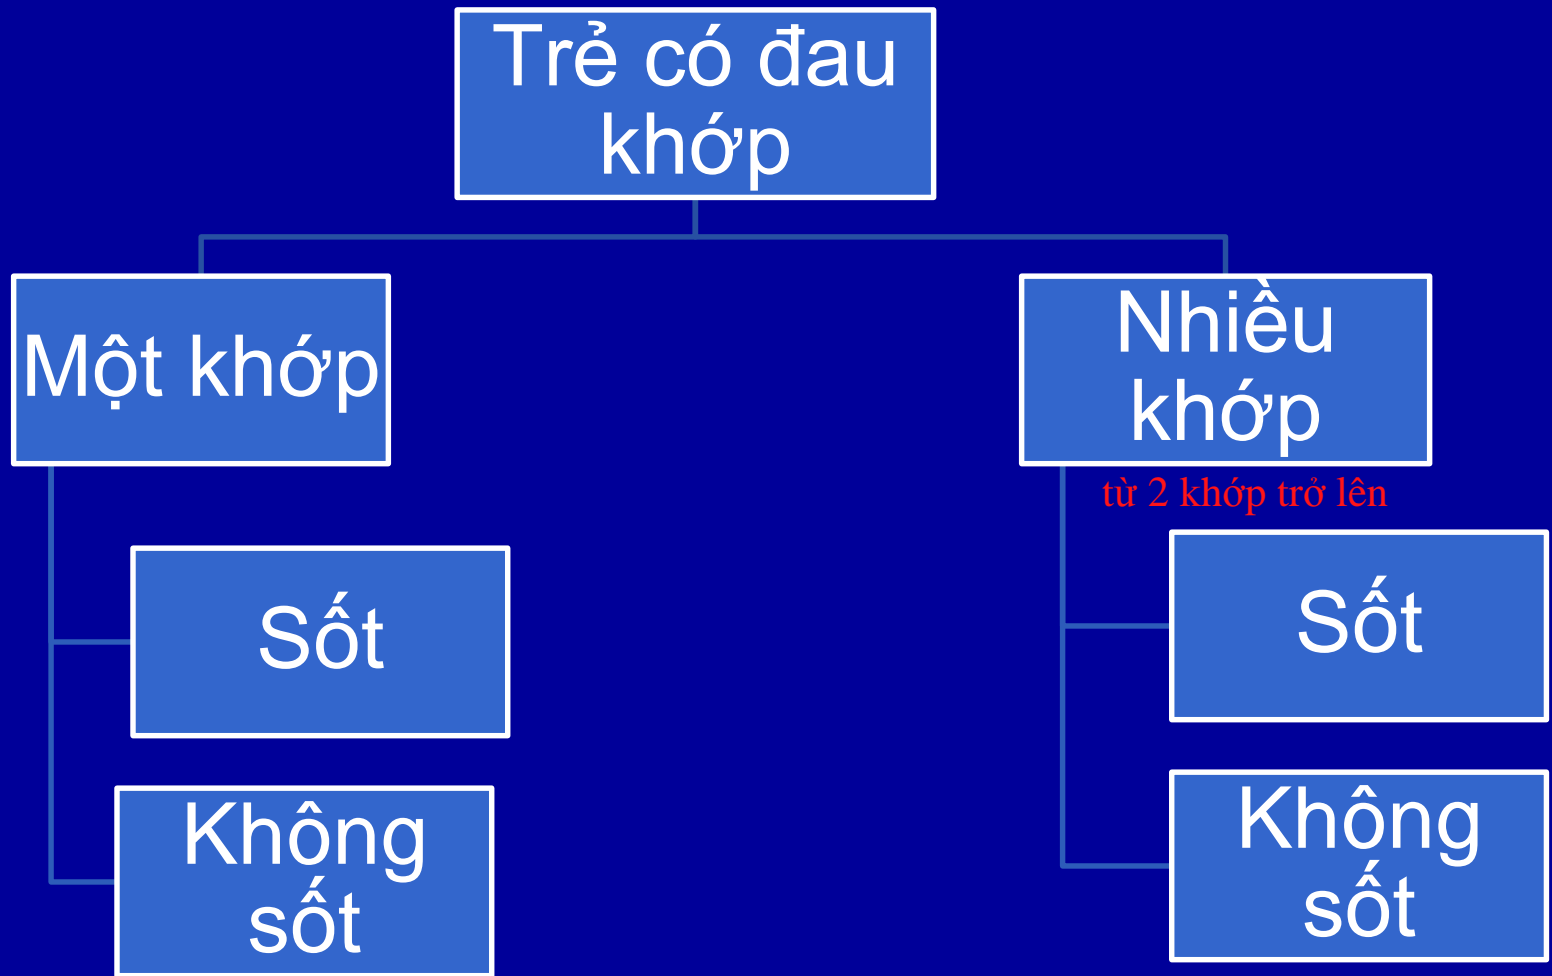 Trẻ có đau
khớp
Một khớp
Sốt
Không
sốt
Nhiều
khớp
từ 2 khớp trở lên
Sốt
Không
sốt